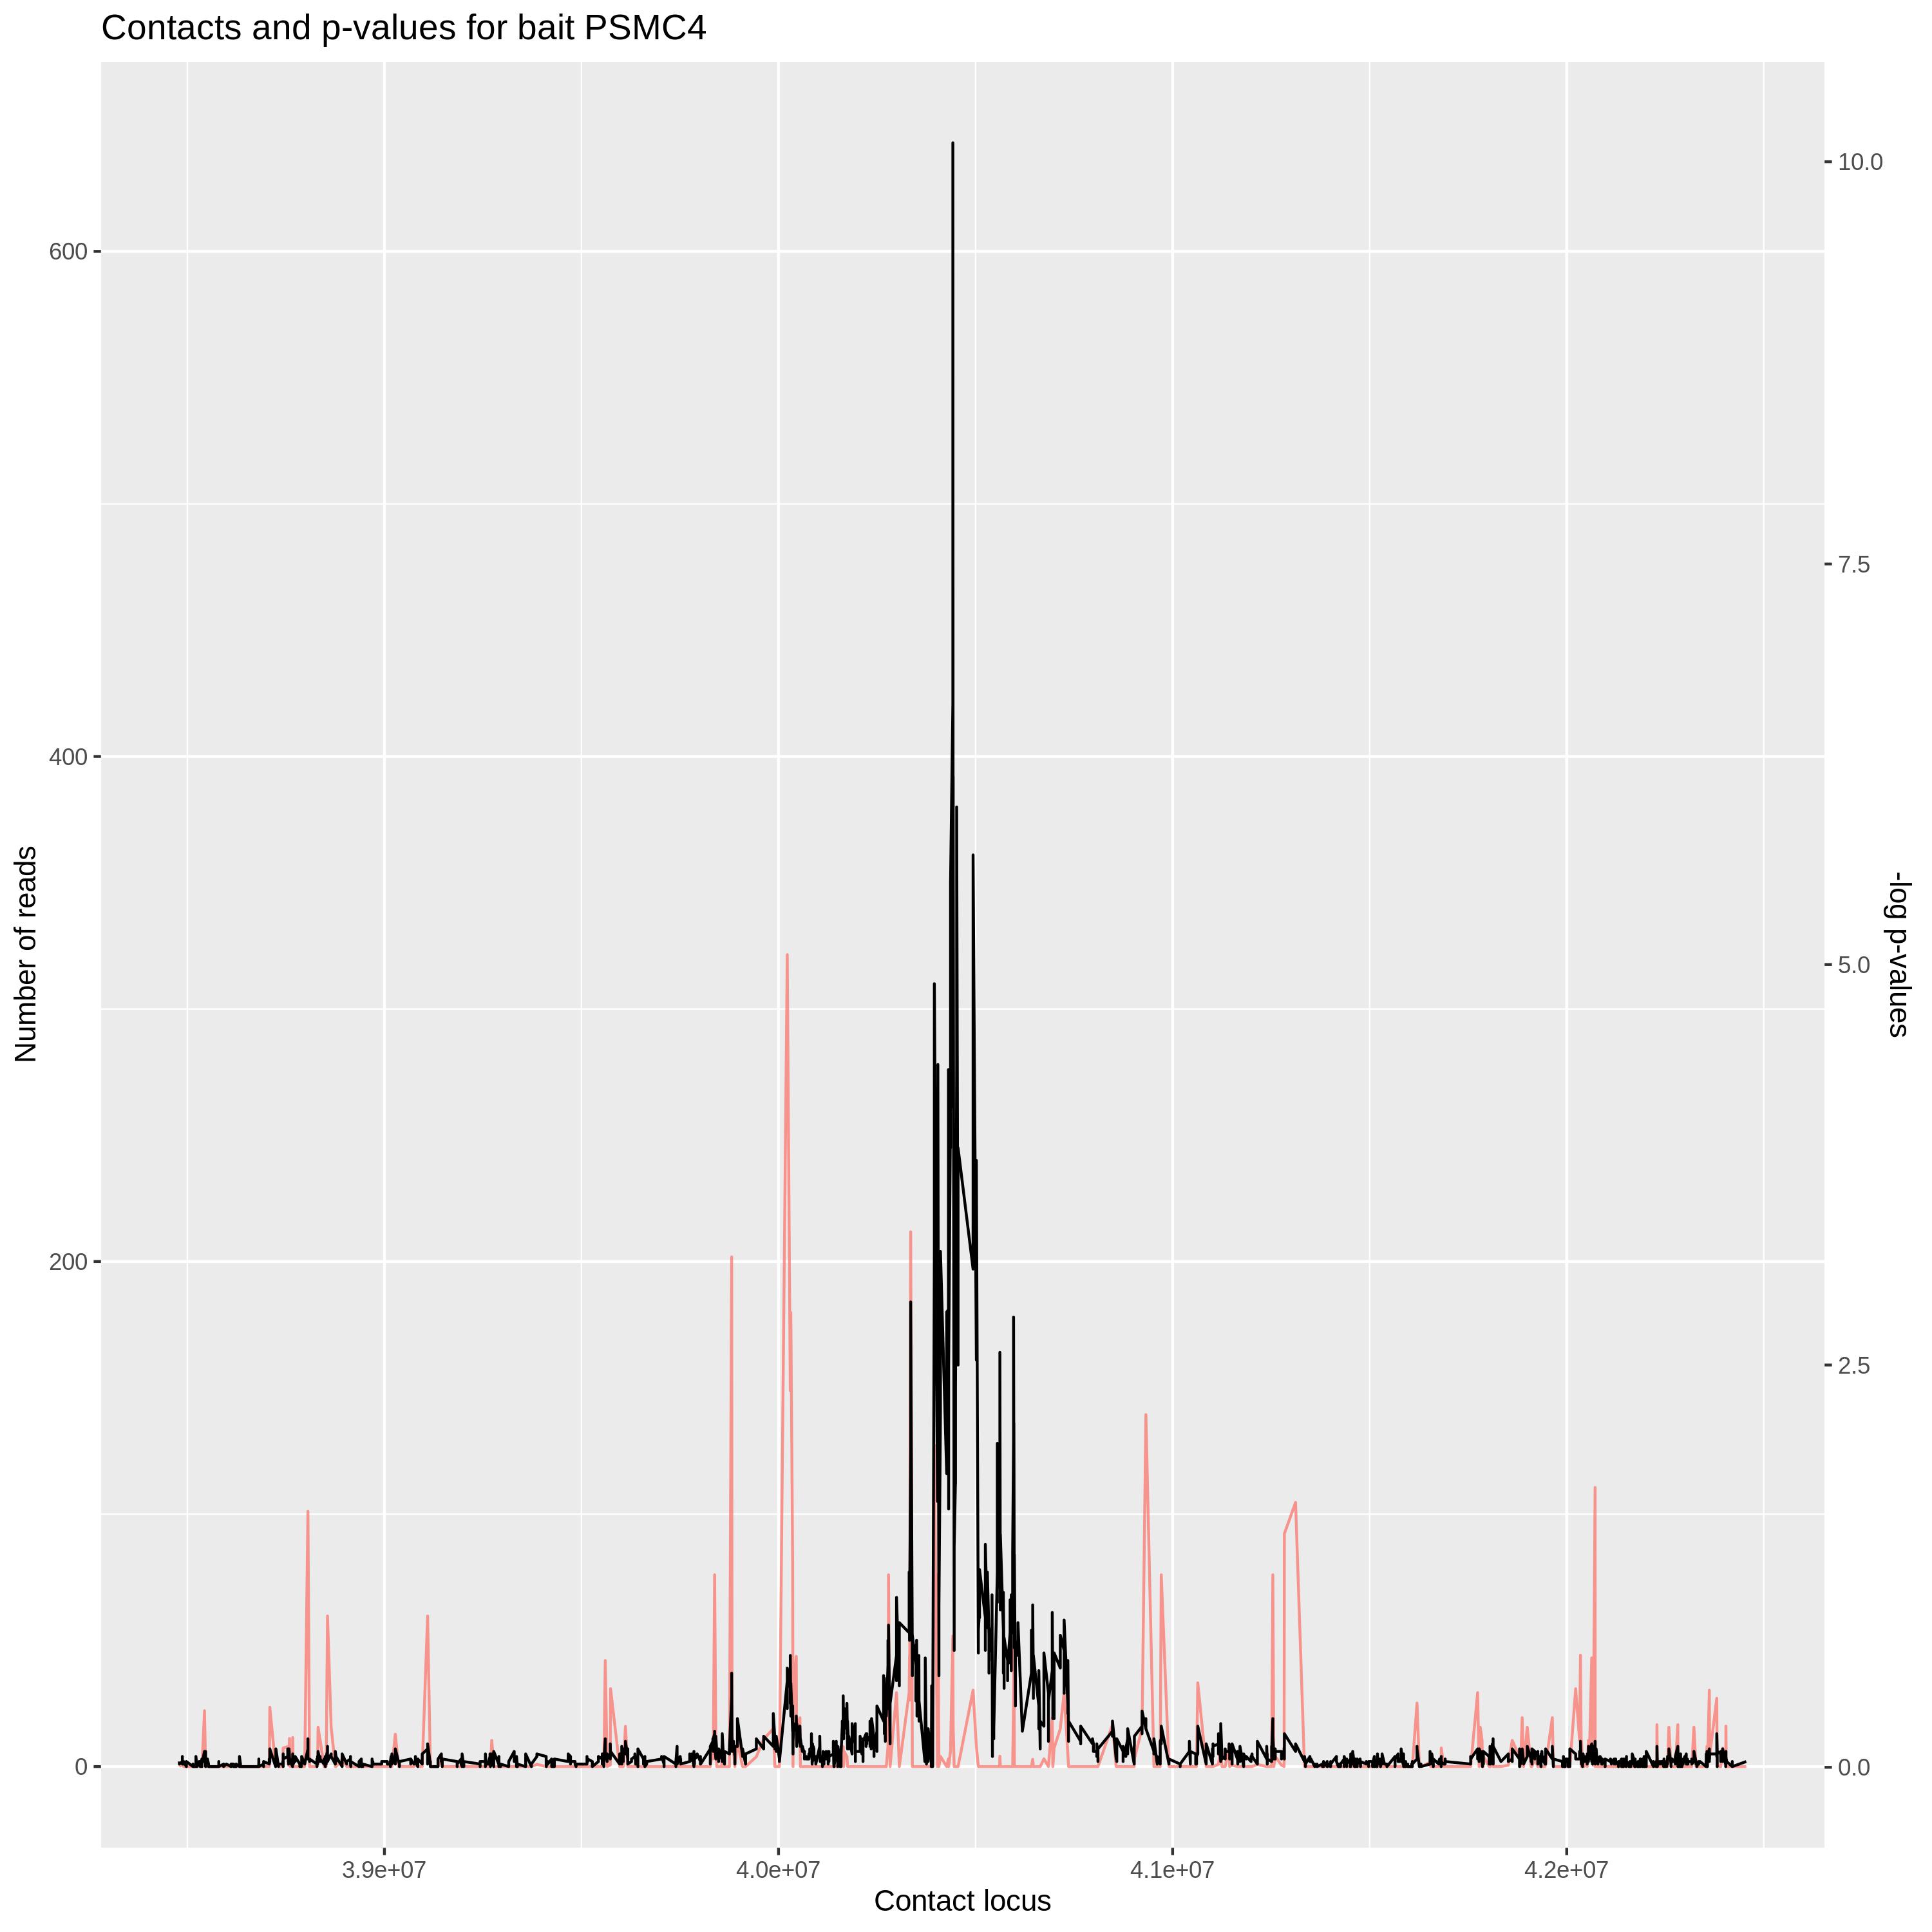 Contacts and p-values for bait PSMC4
Number of reads
600
400
200
0
10.0
7.5
5.0
2.5
0.0
-log p-values
3.9e+07
4.0e+07
4.1e+07
4.2e+07
Contact locus